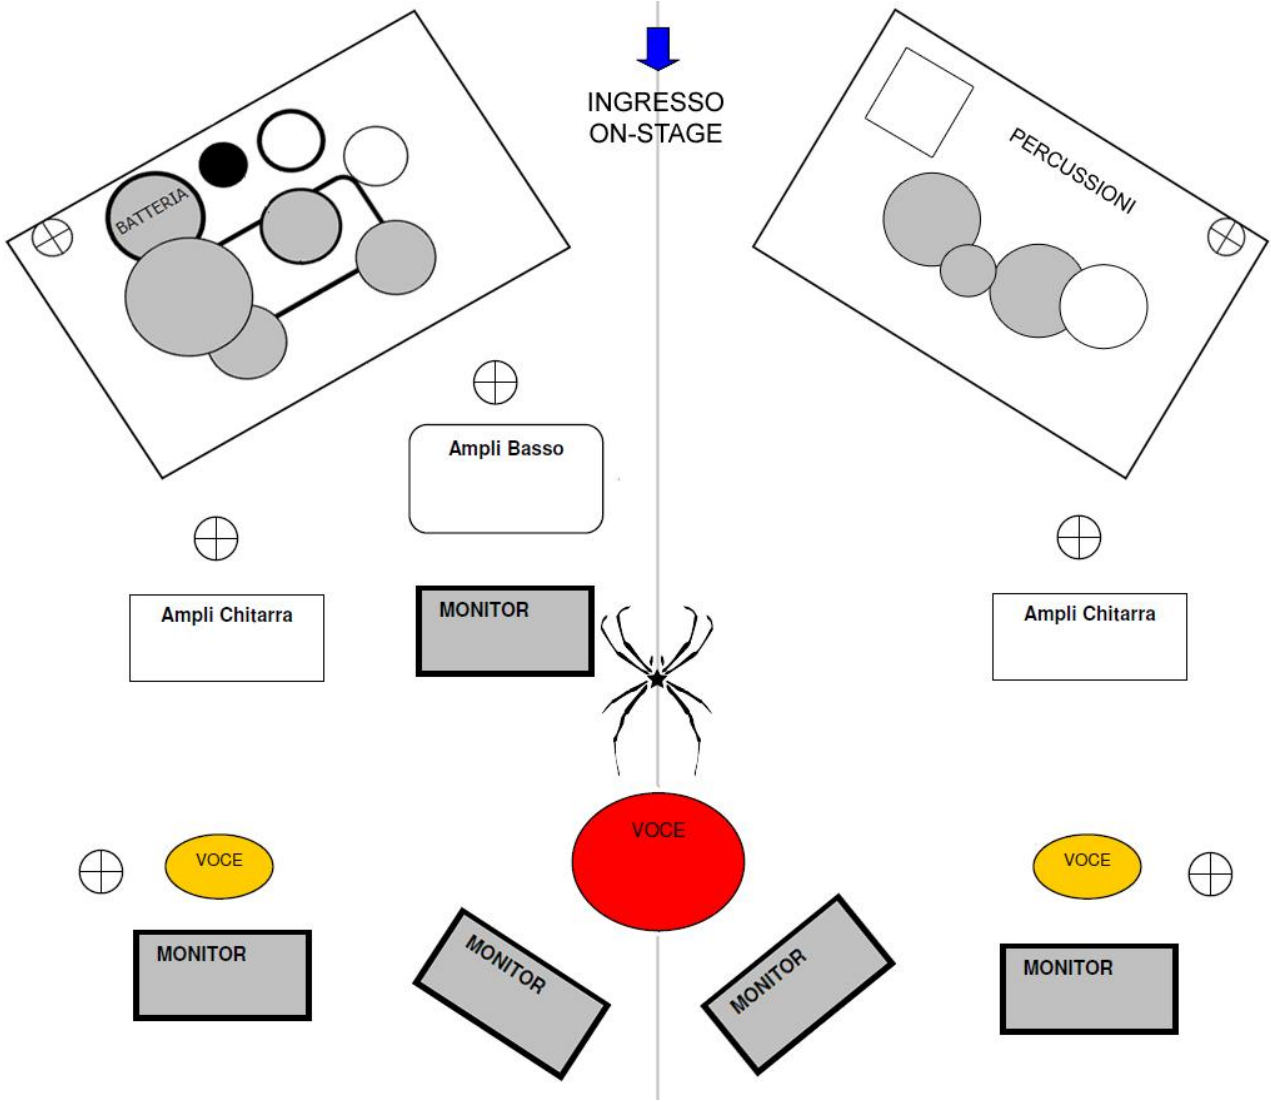 INGRESSO
ON-STAGE
BATTERIA
PERCUSSIONI
Ampli Basso
Ampli Chitarra
MONITOR
Ampli Chitarra
VOCE
VOCE
VOCE
MONITOR
MONITOR
MONITOR
MONITOR